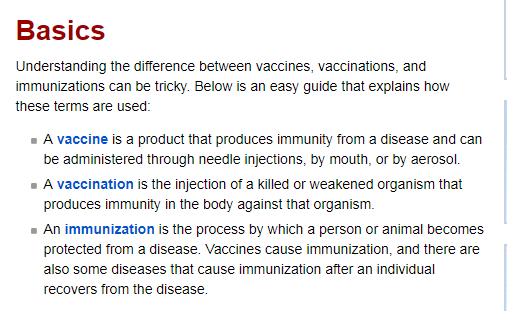 Basics
Understanding the difference between vaccines, vaccinations, and
immunizations can be tricky. Below is an easy guide that explains how
these terms are used:
A vaccine is a product that produces immunity from a disease and can
be administered through needle injections, by mouth, or by aerosol.
A vaccination is the injection of a killed or weakened organism that
produces immunity in the body against that organism.
An immunization is the process by which a person or animal becomes
protected from a disease. Vaccines cause immunization, and there are
also some diseases that cause immunization after an individual
recovers from the disease.